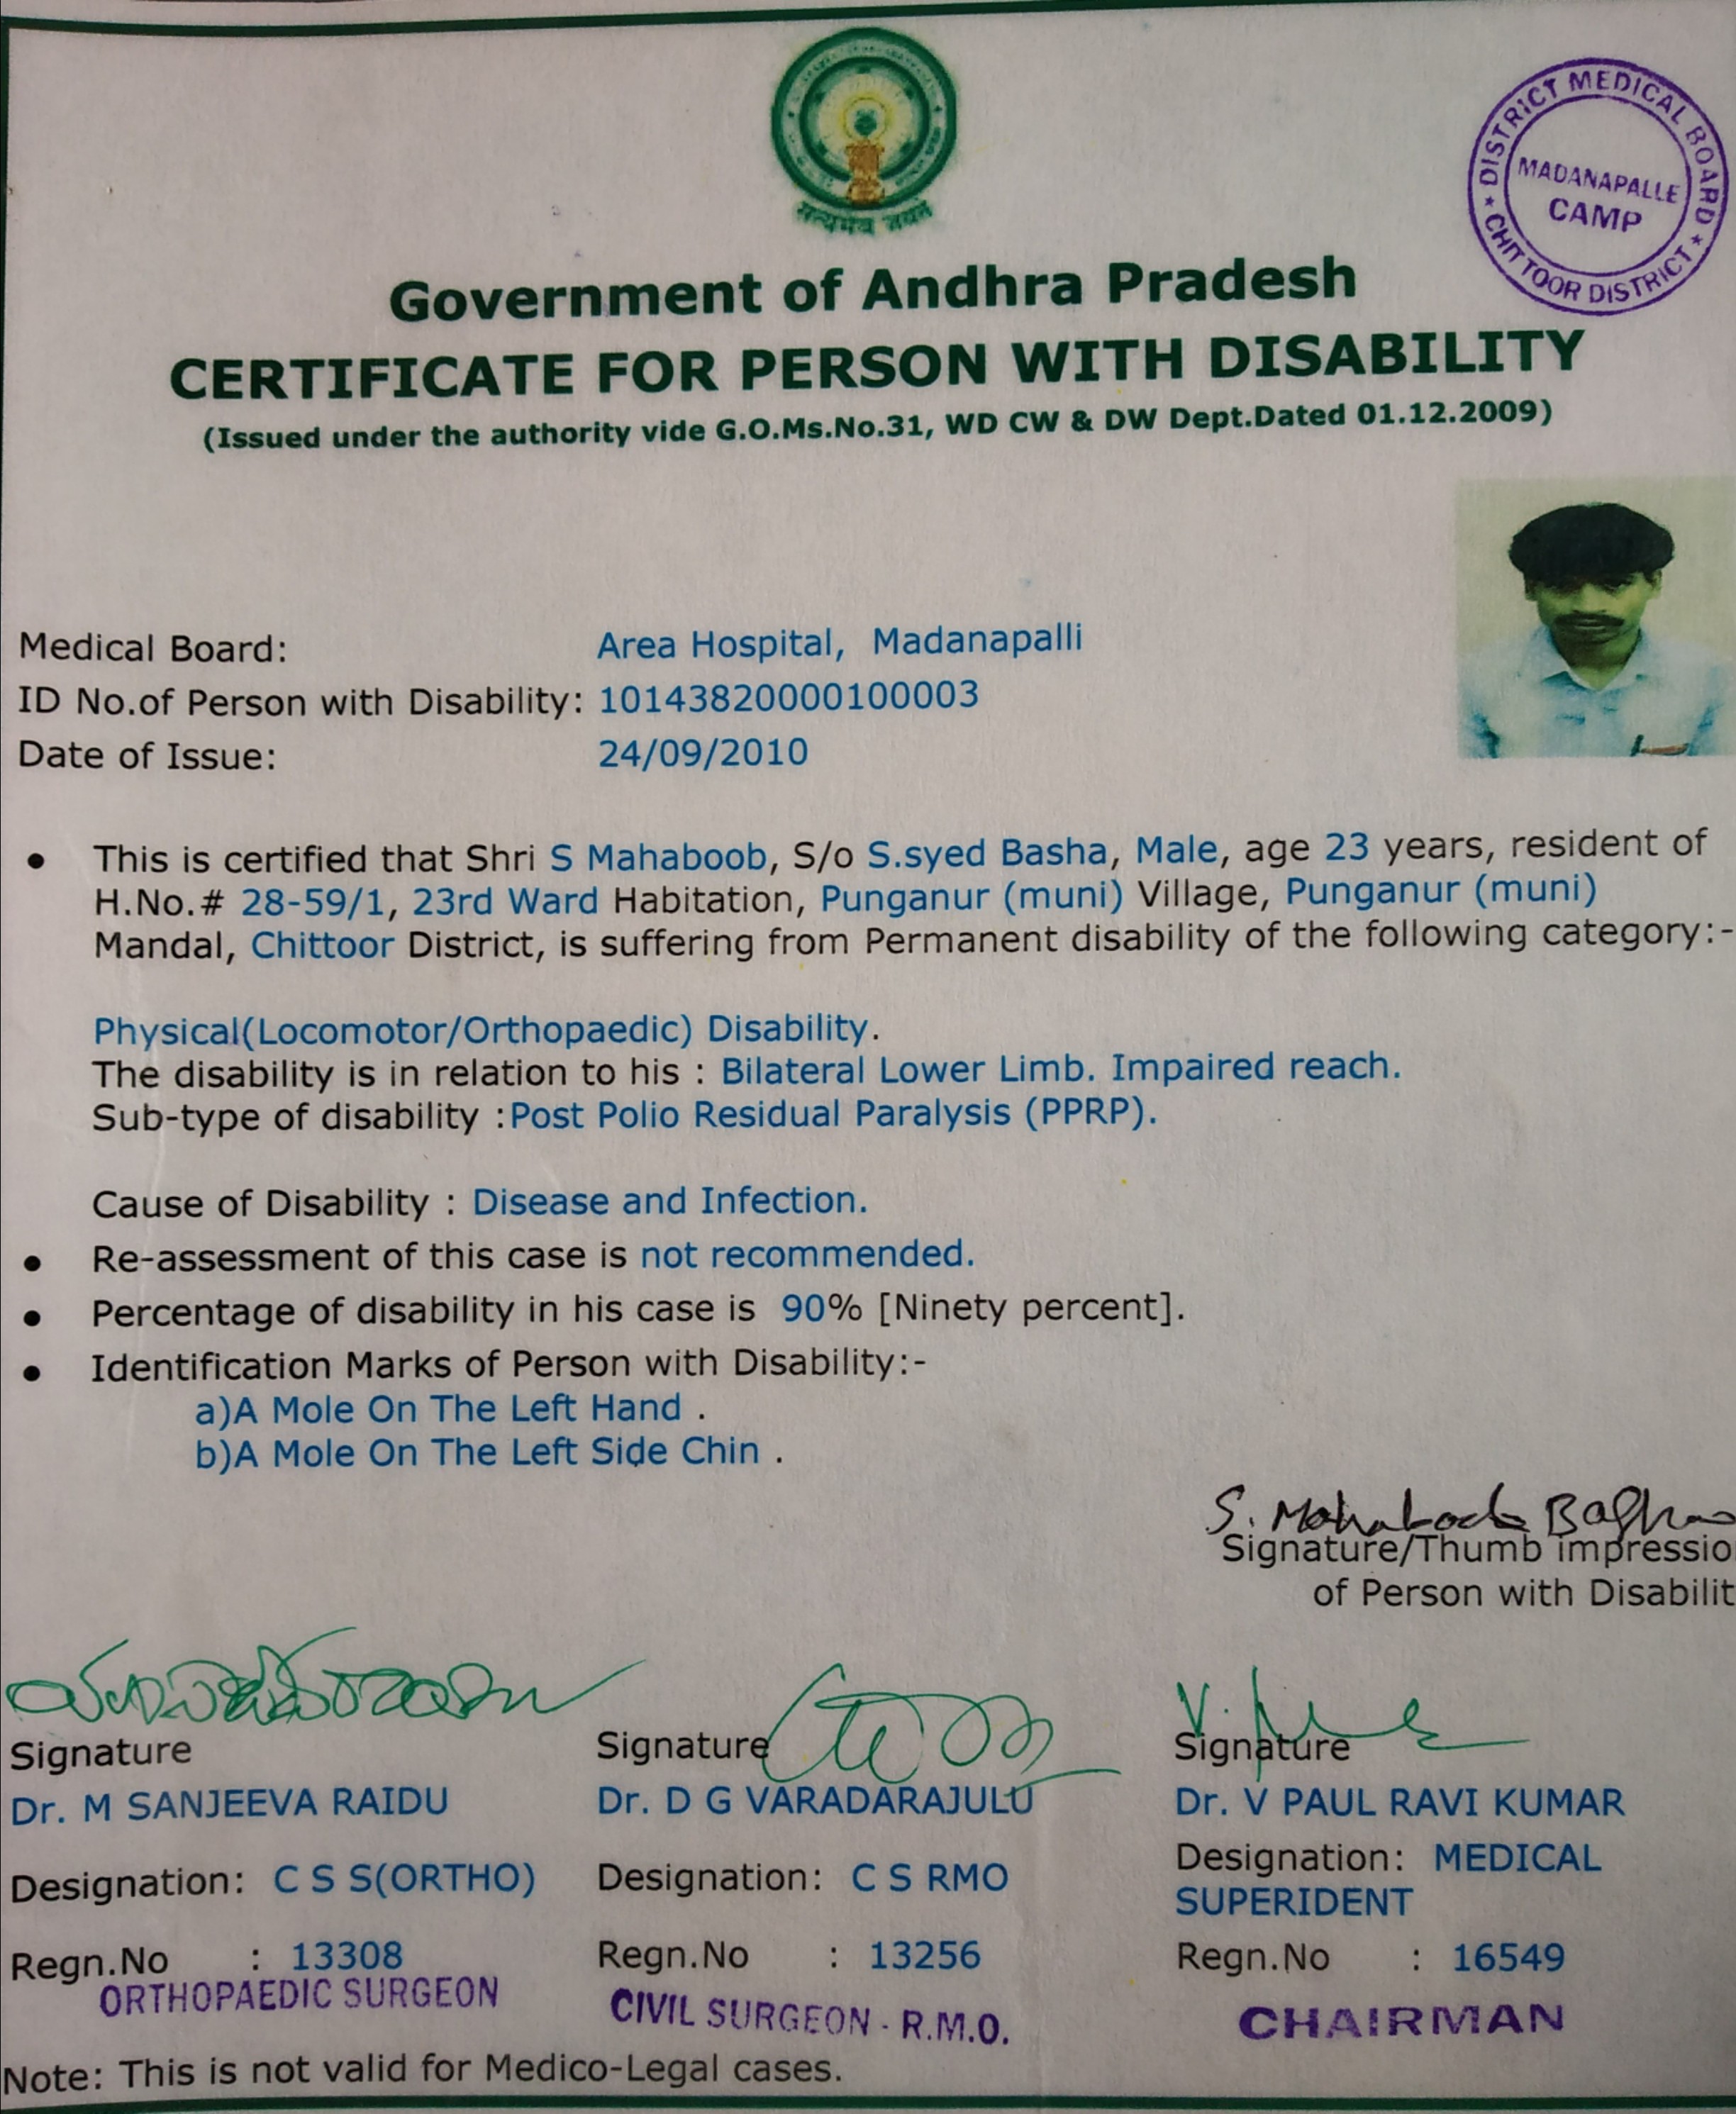 सत्यमेव जयते
DISTRICT MEDICAL BOARD
MADANAPALLE
CAMP
* CHITTOOR DISTRICT *
Government of Andhra Pradesh
CERTIFICATE FOR PERSON WITH DISABILITY
(Issued under the authority vide G.O.Ms.No.31, WD CW & DW Dept.Dated 01.12.2009)
Medical Board: Area Hospital, Madanapalli
ID No.of Person with Disability: 10143820000100003
Date of Issue: 24/09/2010
• This is certified that Shri S Mahaboob, S/o S.syed Basha, Male, age 23 years, resident of
H.No.# 28-59/1, 23rd Ward Habitation, Punganur (muni) Village, Punganur (muni)
Mandal, Chittoor District, is suffering from Permanent disability of the following category:-
Physical(Locomotor/Orthopaedic) Disability.
The disability is in relation to his : Bilateral Lower Limb. Impaired reach.
Sub-type of disability :Post Polio Residual Paralysis (PPRP).
Cause of Disability : Disease and Infection.
• Re-assessment of this case is not recommended.
• Percentage of disability in his case is 90% [Ninety percent].
• Identification Marks of Person with Disability:-
a)A Mole On The Left Hand .
b)A Mole On The Left Side Chin .
S. Mahaboob Basha
Signature/Thumb impressio
of Person with Disabilit
Signature Signature Signature
Dr. M SANJEEVA RAIDU Dr. D G VARADARAJULU Dr. V PAUL RAVI KUMAR
Designation: C S S(ORTHO) Designation: C S RMO Designation: MEDICAL
SUPERIDENT
Regn.No : 13308 Regn.No : 13256 Regn.No : 16549
ORTHOPAEDIC SURGEON CIVIL SURGEON - R.M.O. CHAIRMAN
Note: This is not valid for Medico-Legal cases.